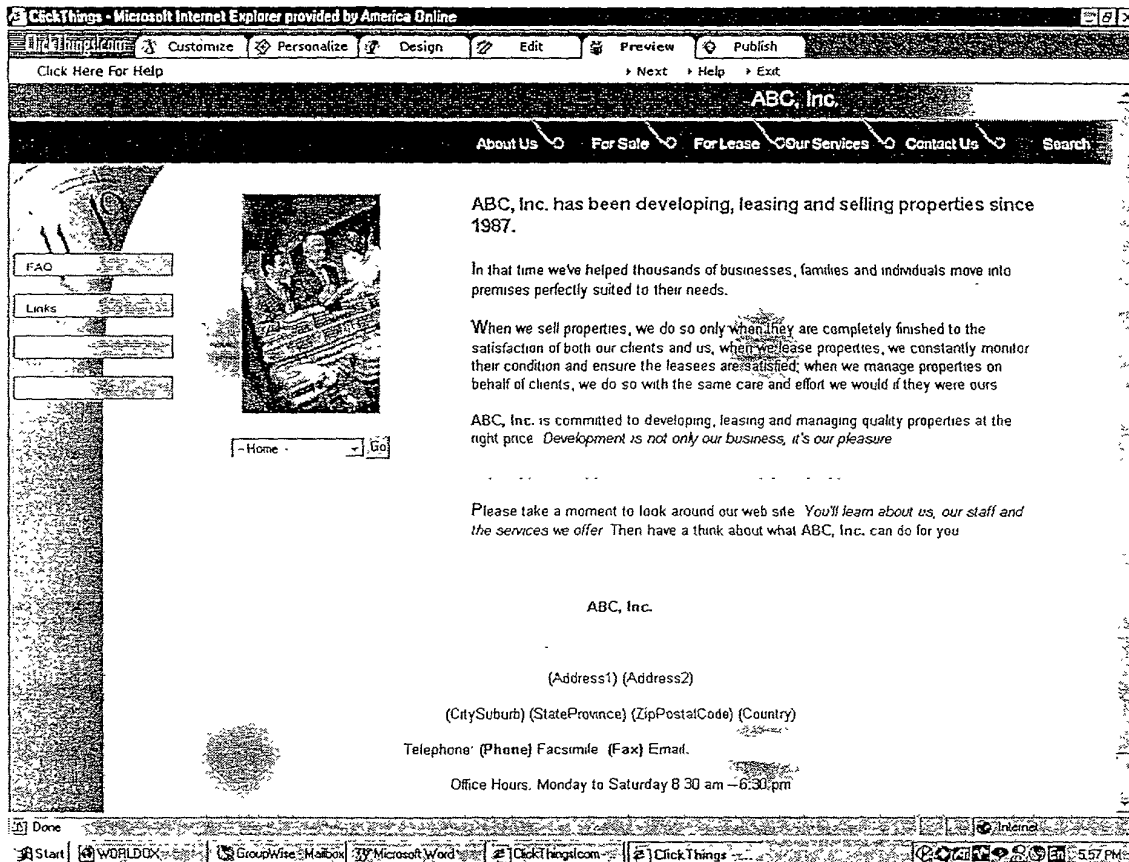 ClickThings - Microsoft Internet Explorer provided by America Online
Customize Personalize Design Edit Preview Publish
Click Here For Help
Next Help Exit
ABC, Inc.
About Us For Sale For Lease Our Services Contact Us Search
ABC, Inc. has been developing, leasing and selling properties since
1987.
FAQ
In that time we've helped thousands of businesses, families and individuals move into
premises perfectly suited to their needs.
Links
When we sell properties, we do so only when they are completely finished to the
satisfaction of both our clients and us, when we lease properties, we constantly monitor
their condition and ensure the leasees are satisfied; when we manage properties on
behalf of clients, we do so with the same care and effort we would if they were ours
ABC, Inc. is committed to developing, leasing and managing quality properties at the
right price Development is not only our business, it's our pleasure
- Home - Go
Please take a moment to look around our web site You'll learn about us, our staff and
the services we offer Then have a think about what ABC, Inc. can do for you
ABC, Inc.
(Address1) (Address2)
(CitySuburb) (StateProvince) (ZipPostalCode) (Country)
Telephone: (Phone) Facsimile (Fax) Email.
Office Hours. Monday to Saturday 8 30 am – 6:30 pm
Done Internet
Start WORLDOX GroupWise Mailbox Microsoft Word ClickThings 5.57 PM